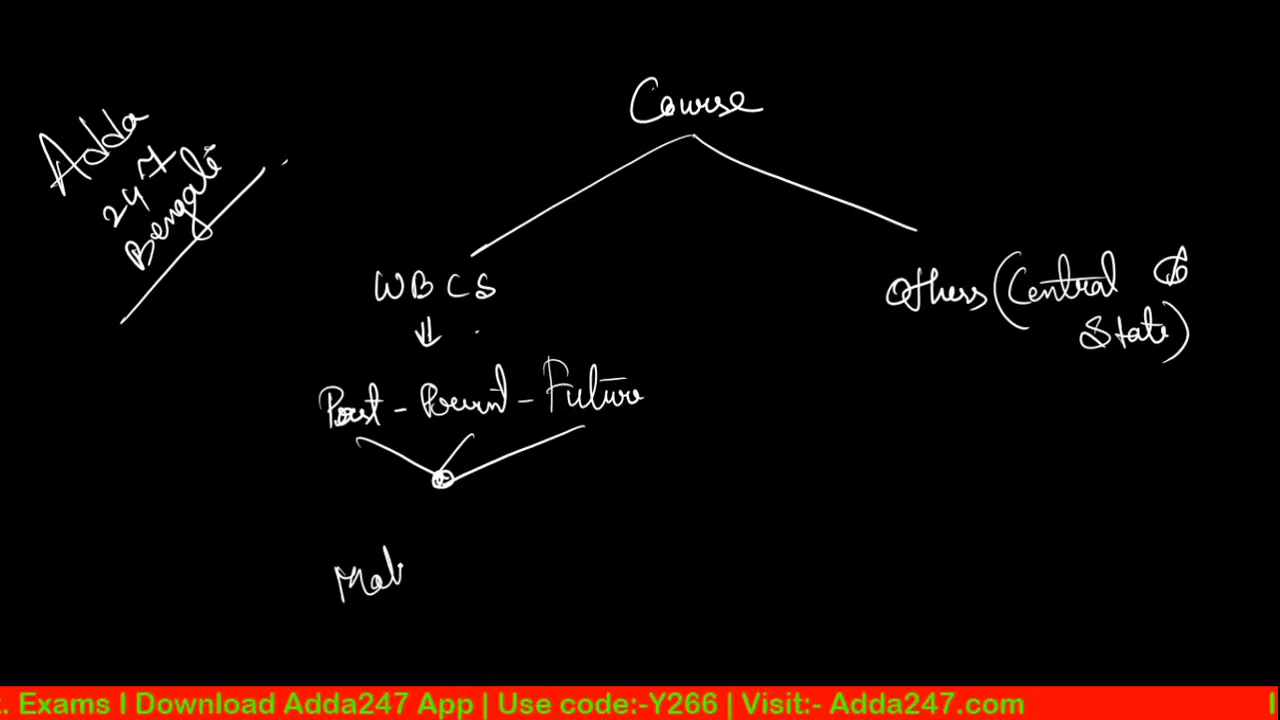 Course
Adda
247
Bengali
WBCS
Others (Central &
State)
Past - Present - Future
. Exams I Download Adda247 App | Use code:-Y266 | Visit:- Adda247.com